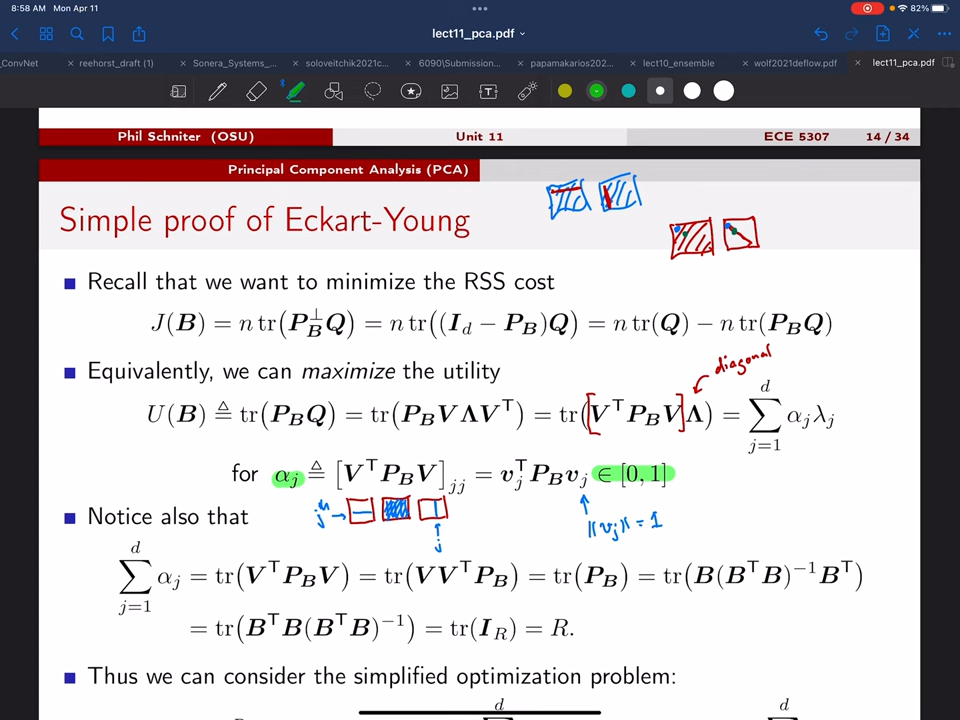 8:58 AM Mon Apr 11
82%
lect11_pca.pdf
ConvNet × reehorst_draft (1) × Sonera_Systems_... × soloveitchik2021c... × 6090\Submission... × papamakarios202... × lect10_ensemble × wolf2021deflow.pdf × lect11_pca.pdf
Phil Schniter (OSU) Unit 11 ECE 5307 14 / 34
Principal Component Analysis (PCA)
Simple proof of Eckart-Young
Recall that we want to minimize the RSS cost
J(B) = n tr(P_B^⊥ Q) = n tr((I_d − P_B)Q) = n tr(Q) − n tr(P_B Q)
diagonal
Equivalently, we can maximize the utility
U(B) ≜ tr(P_B Q) = tr(P_B V Λ V^T) = tr([V^T P_B V] Λ) = ∑_{j=1}^{d} α_j λ_j
for α_j ≜ [V^T P_B V]_{jj} = v_j^T P_B v_j ∈ [0, 1]
j^th →
j
||v_j|| = 1
Notice also that
∑_{j=1}^{d} α_j = tr(V^T P_B V) = tr(V V^T P_B) = tr(P_B) = tr(B(B^T B)^{−1} B^T)
= tr(B^T B(B^T B)^{−1}) = tr(I_R) = R.
Thus we can consider the simplified optimization problem:
d d